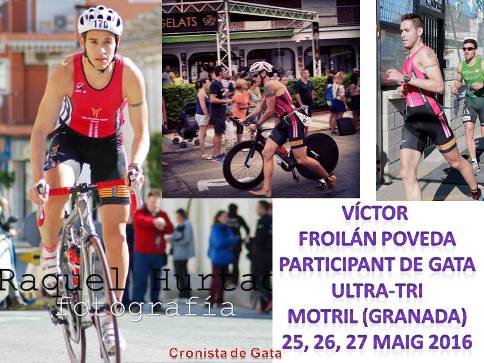 170
GELATS
Raquel Hurtad
fotografía
VÍCTOR
FROILÁN POVEDA
PARTICIPANT DE GATA
ULTRA-TRI
MOTRIL (GRANADA)
25, 26, 27 MAIG 2016
Cronista de Gata